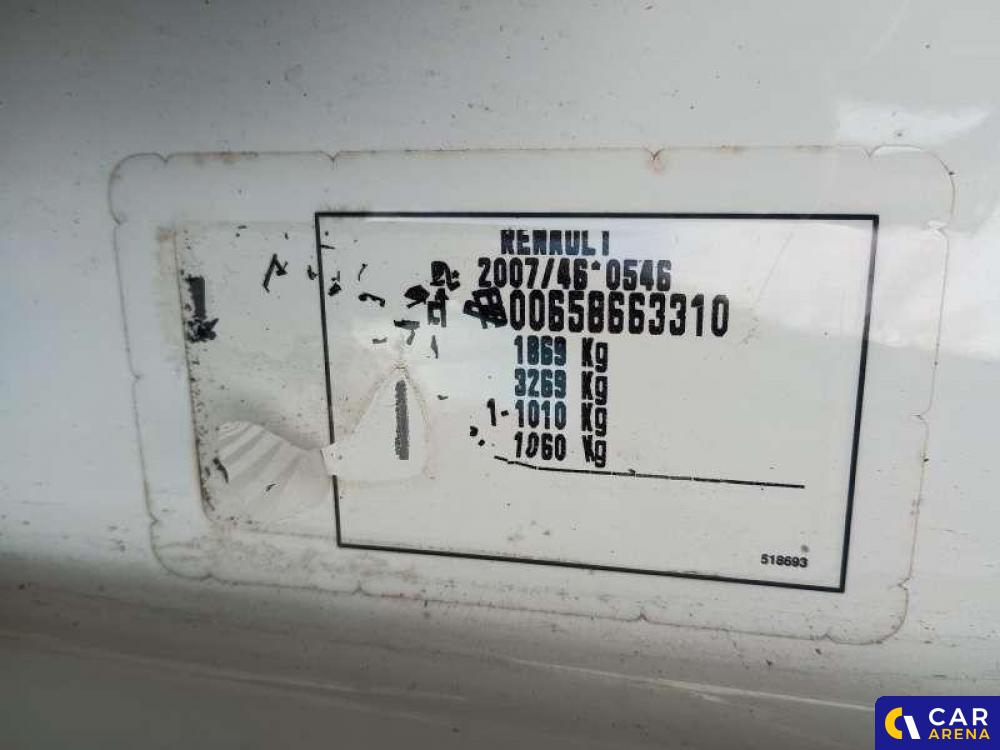 RENAULT
2007/46*0546
00658663310
1869 Kg
3269 Kg
1-1010 Kg
1060 Kg
518693
CAR
ARENA